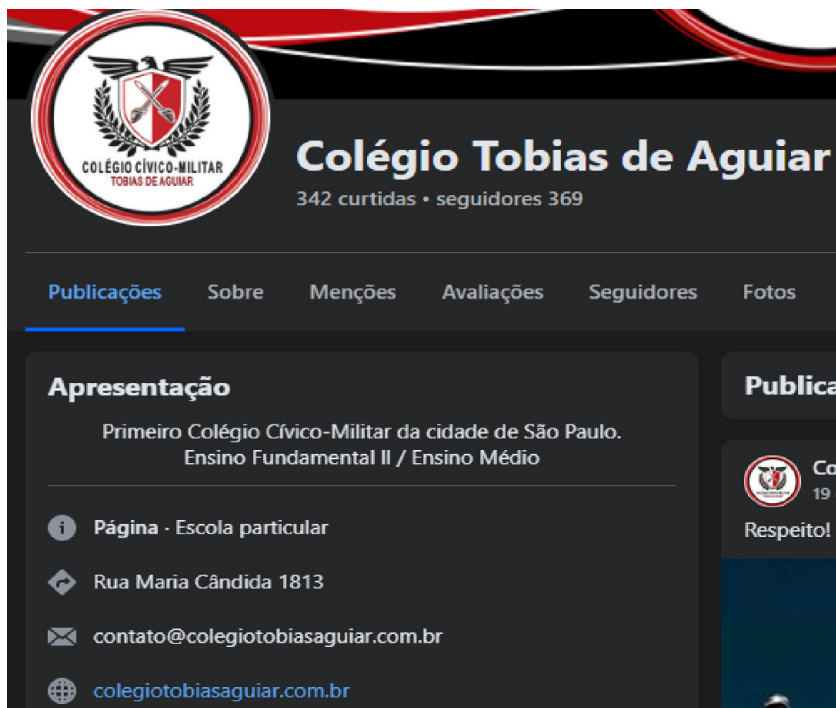 COLÉGIO CÍVICO-MILITAR
TOBIAS DE AGUIAR
Colégio Tobias de Aguiar
342 curtidas • seguidores 369
Publicações Sobre Menções Avaliações Seguidores Fotos
Apresentação
Primeiro Colégio Cívico-Militar da cidade de São Paulo.
Ensino Fundamental II / Ensino Médio
Página · Escola particular
Rua Maria Cândida 1813
contato@colegiotobiasaguiar.com.br
colegiotobiasaguiar.com.br
Publica
Co
19
Respeito!